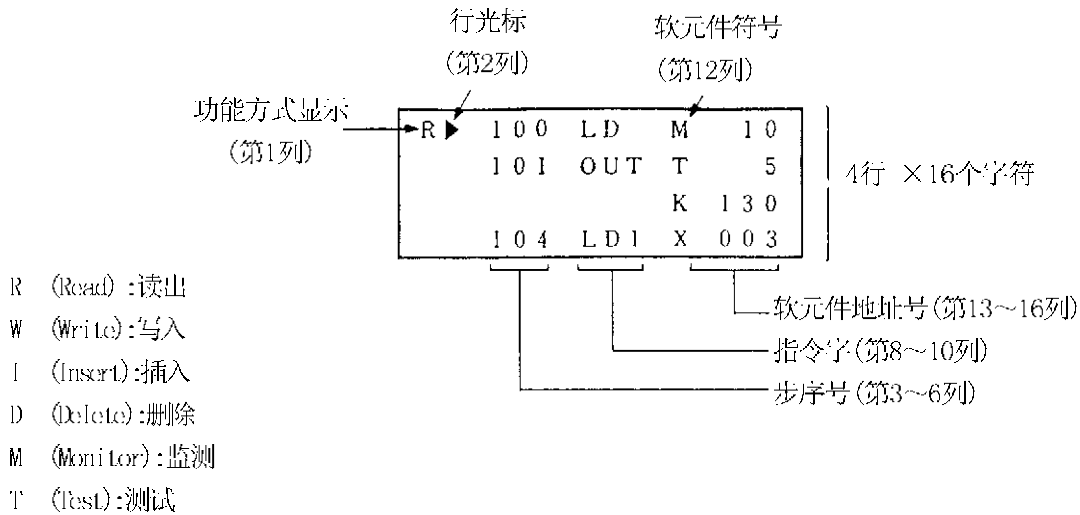 行光标
(第2列)
软元件符号
(第12列)
功能方式显示
(第1列)
R▶ 100 LD M 10
101 OUT T 5
K 130
104 LDI X 003
4行 ×16个字符
软元件地址号(第13～16列)
指令字(第8～10列)
步序号(第3～6列)
R (Read):读出
W (Write):写入
I (Insert):插入
D (Delete):删除
M (Monitor):监测
T (Test):测试